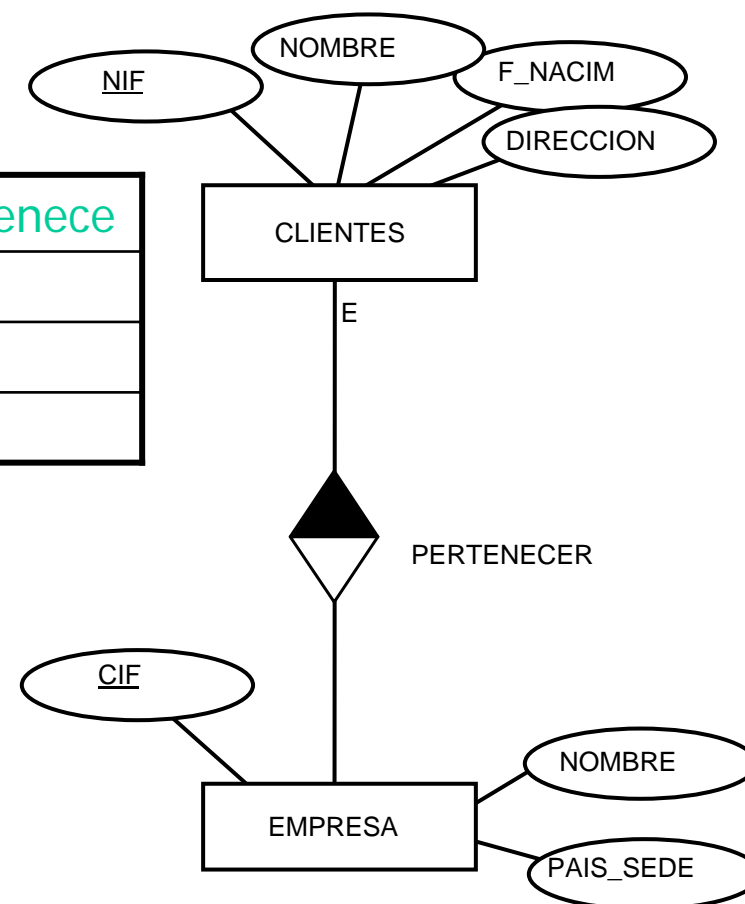 NOMBRE
F_NACIM
NIF
DIRECCION
enece
CLIENTES
E
PERTENECER
CIF
NOMBRE
EMPRESA
PAIS_SEDE